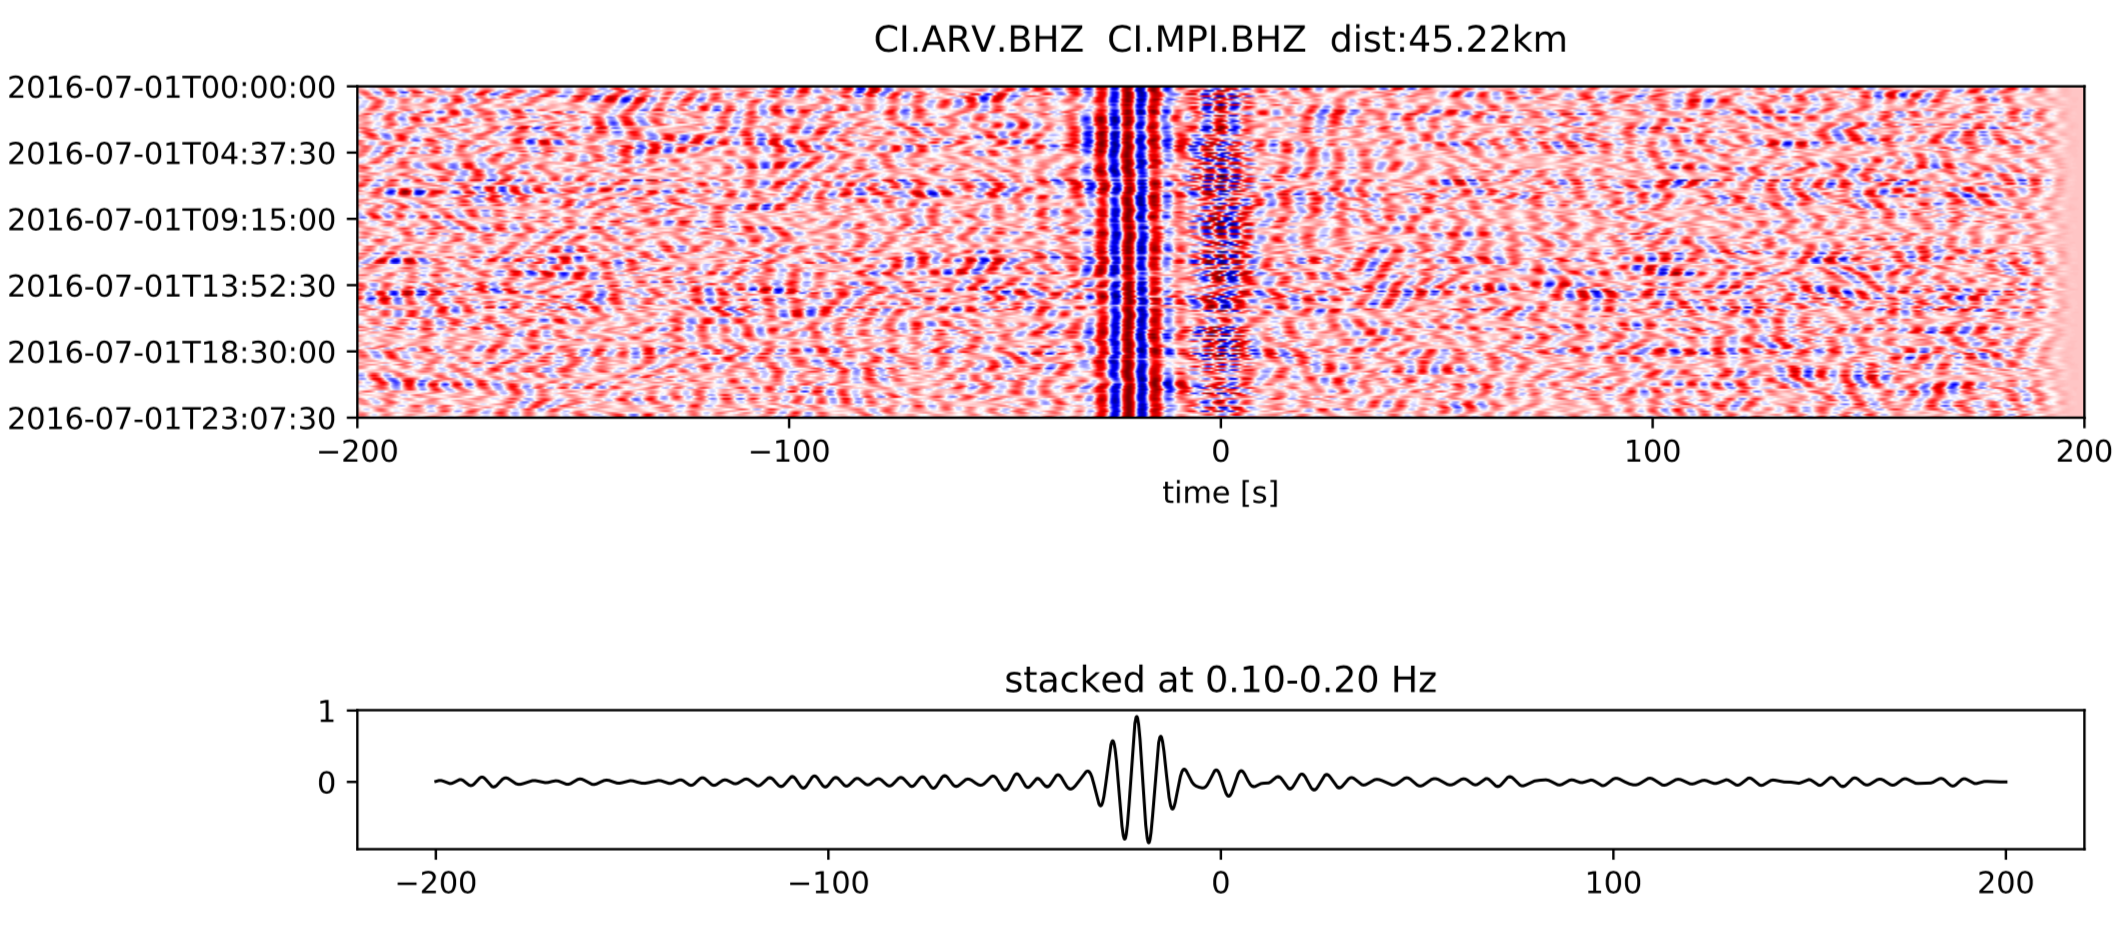 CI.ARV.BHZ  CI.MPI.BHZ  dist:45.22km
2016-07-01T00:00:00
2016-07-01T04:37:30
2016-07-01T09:15:00
2016-07-01T13:52:30
2016-07-01T18:30:00
2016-07-01T23:07:30
−200 −100 0 100 200
time [s]
stacked at 0.10-0.20 Hz
1
0
−200 −100 0 100 200